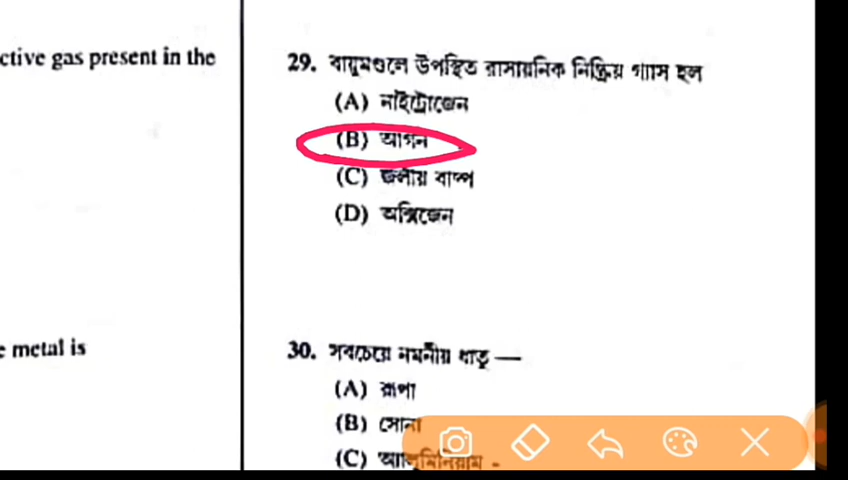 ctive gas present in the
29. বায়ুমণ্ডলে উপস্থিত রাসায়নিক নিষ্ক্রিয় গ্যাস হল
(A) নাইট্রোজেন
(B) আর্গন
(C) জলীয় বাষ্প
(D) অক্সিজেন
e metal is
30. সবচেয়ে নমনীয় ধাতু —
(A) রূপা
(B) সোনা
(C) অ্যালুমিনিয়াম -